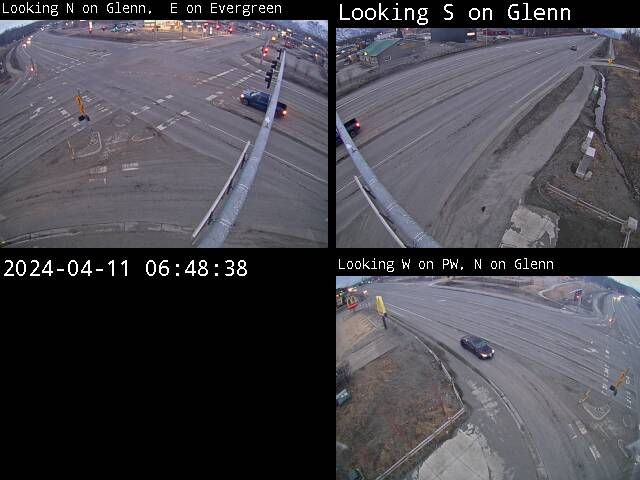 Looking N on Glenn,  E on Evergreen
Looking S on Glenn
2024-04-11 06:48:38
Looking W on PW, N on Glenn